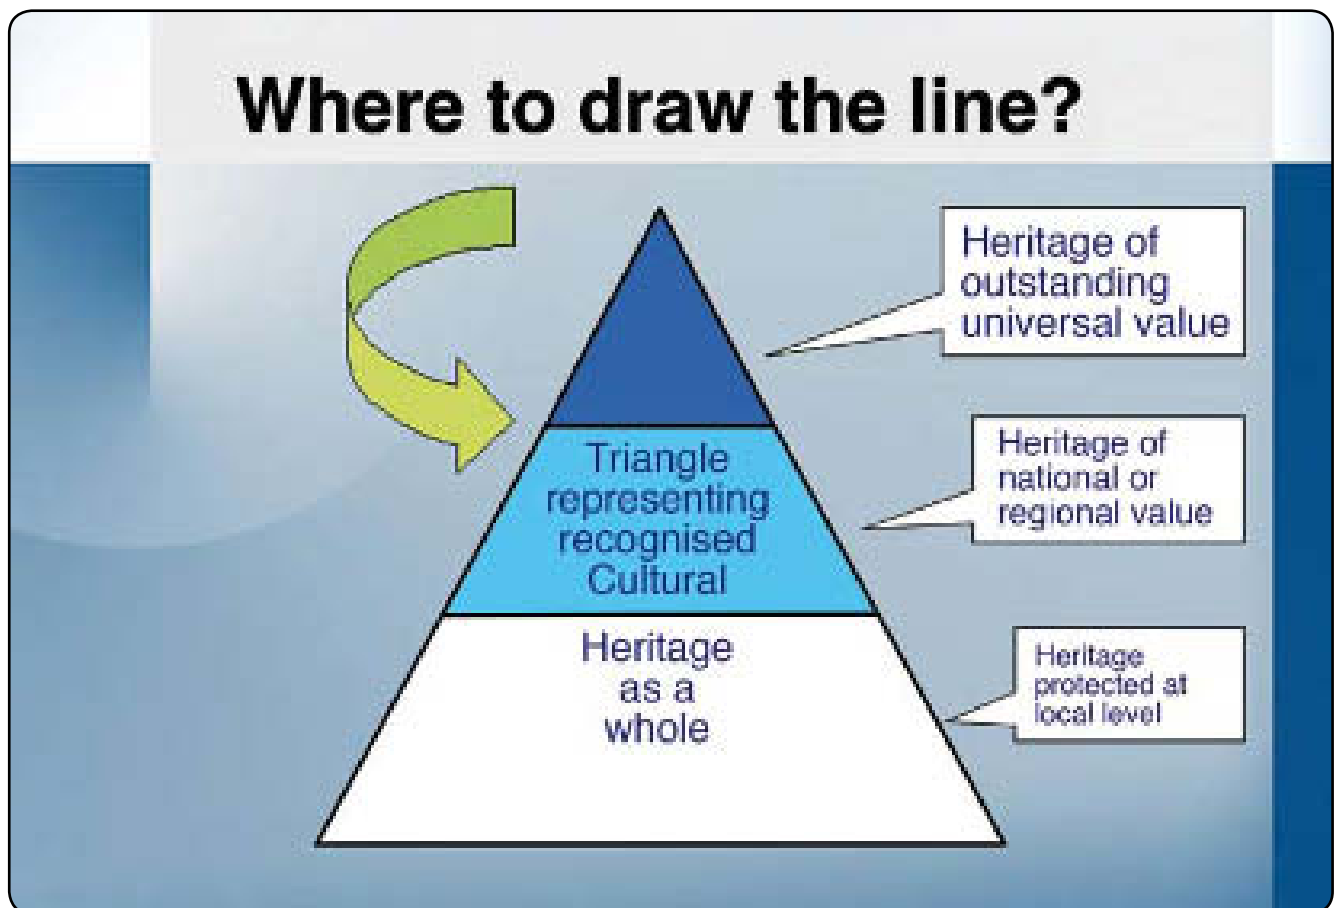 Where to draw the line?
Heritage of
outstanding
universal value
Triangle
representing
recognised
Cultural
Heritage
as a
whole
Heritage of
national or
regional value
Heritage
protected at
local level